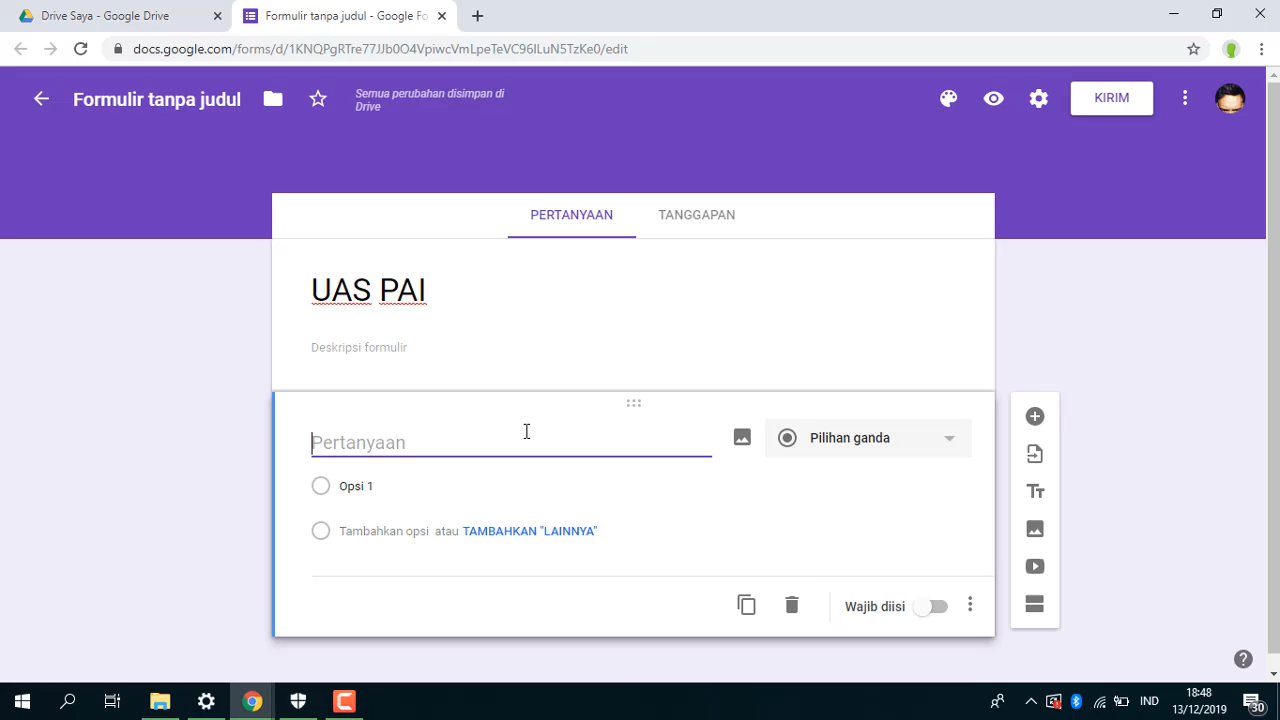 Drive Saya - Google Drive
Formulir tanpa judul - Google Fo
docs.google.com/forms/d/1KNQPgRTre77JJb0O4VpiwcVmLpeTeVC96ILuN5TzKe0/edit
Formulir tanpa judul
Semua perubahan disimpan di
Drive
KIRIM
PERTANYAAN
TANGGAPAN
UAS PAI
Deskripsi formulir
Pertanyaan
Pilihan ganda
Opsi 1
Tambahkan opsi atau TAMBAHKAN "LAINNYA"
Wajib diisi
IND
18:48
13/12/2019
30